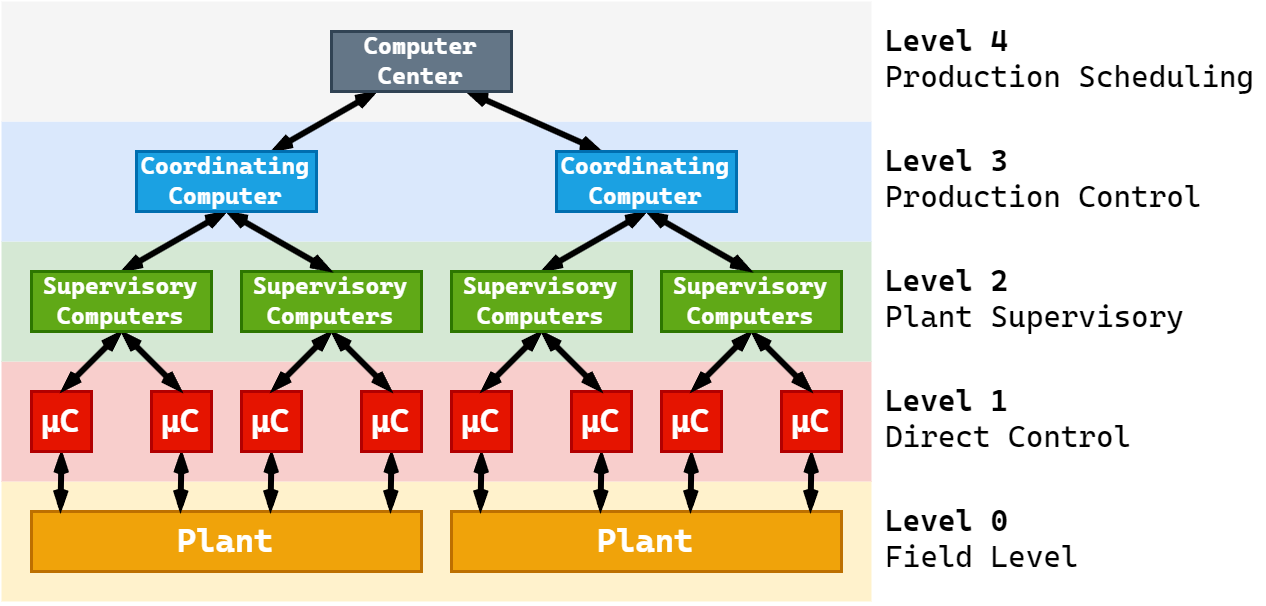 Computer
Center
Level 4
Production Scheduling
Coordinating
Computer
Coordinating
Computer
Level 3
Production Control
Supervisory
Computers
Supervisory
Computers
Supervisory
Computers
Supervisory
Computers
Level 2
Plant Supervisory
µC
µC
µC
µC
µC
µC
µC
µC
Level 1
Direct Control
Plant
Plant
Level 0
Field Level